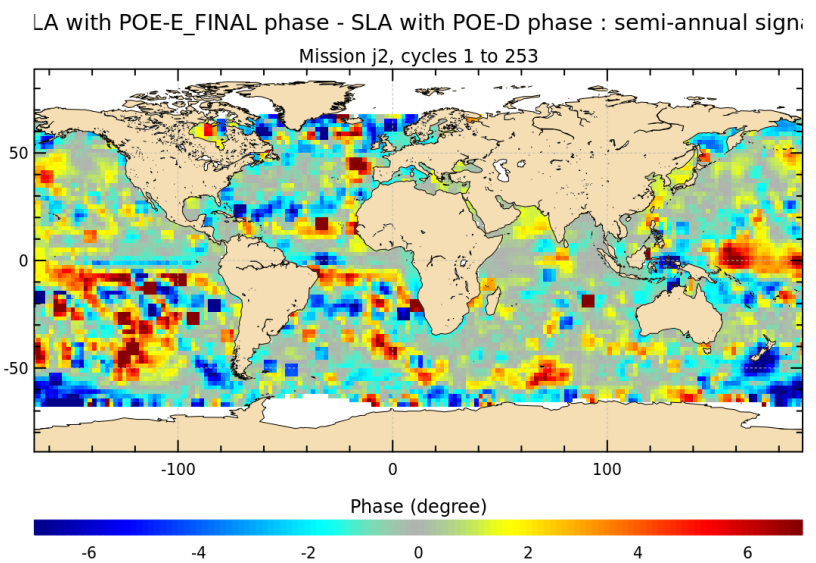 LA with POE-E_FINAL phase - SLA with POE-D phase : semi-annual signa
Mission j2, cycles 1 to 253
50
0
-50
-100 0 100
Phase (degree)
-6 -4 -2 0 2 4 6